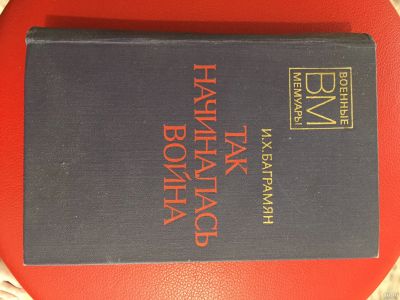 ВОЕННЫЕ
ВМ
МЕМУАРЫ
И.Х.БАГРАМЯН
ТАК
НАЧИНАЛАСЬ
ВОЙНА